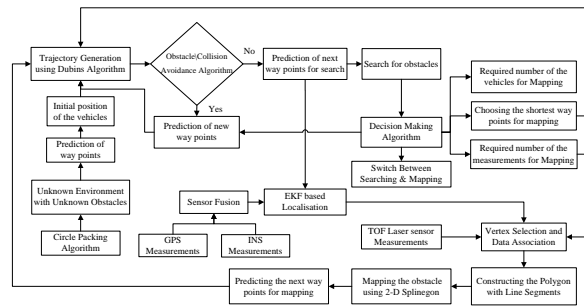 Trajectory Generation
using Dubins Algorithm
Obstacle\Collision
Avoidance Algorithm
No
Yes
Prediction of next
way points for search
Search for obstacles
Required number of the
vehicles for Mapping
Choosing the shortest way
points for mapping
Required number of the
measurements for Mapping
Initial position
of the vehicles
Prediction of new
way points
Decision Making
Algorithm
Prediction of
way points
Switch Between
Searching & Mapping
Unknown Environment
with Unknown Obstacles
Sensor Fusion
EKF based
Localisation
Circle Packing
Algorithm
GPS
Measurements
INS
Measurements
TOF Laser sensor
Measurements
Vertex Selection and
Data Association
Predicting the next way
points for mapping
Mapping the obstacle
using 2-D Splinegon
Constructing the Polygon
with Line Segments